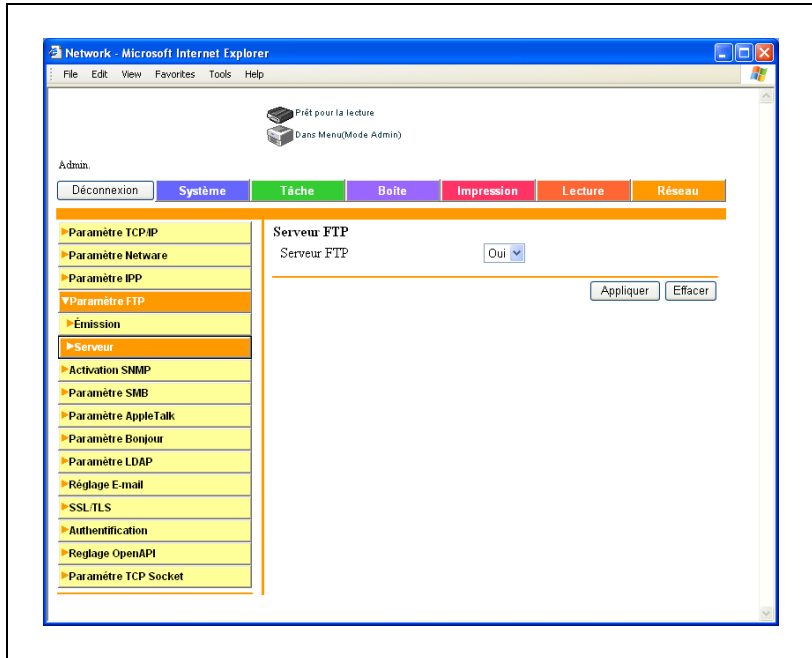 Network - Microsoft Internet Explorer
File Edit View Favorites Tools Help
Prêt pour la lecture
Dans Menu(Mode Admin)
Admin.
Déconnexion Système Tâche Boîte Impression Lecture Réseau
Paramètre TCP/IP
Paramètre Netware
Paramètre IPP
Paramètre FTP
Émission
Serveur
Activation SNMP
Paramètre SMB
Paramètre AppleTalk
Paramètre Bonjour
Paramètre LDAP
Réglage E-mail
SSL/TLS
Authentification
Reglage OpenAPI
Paramétre TCP Socket
Serveur FTP
Serveur FTP Oui
Appliquer Effacer